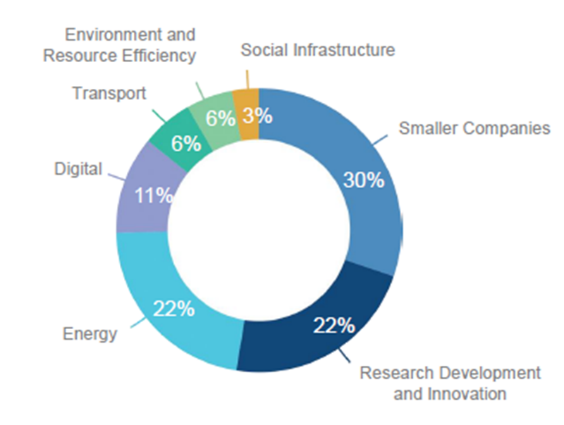 Environment and
Resource Efficiency
Social Infrastructure
Transport
6%
3%
Smaller Companies
6%
Digital
30%
11%
22%
Energy
22%
Research Development
and Innovation